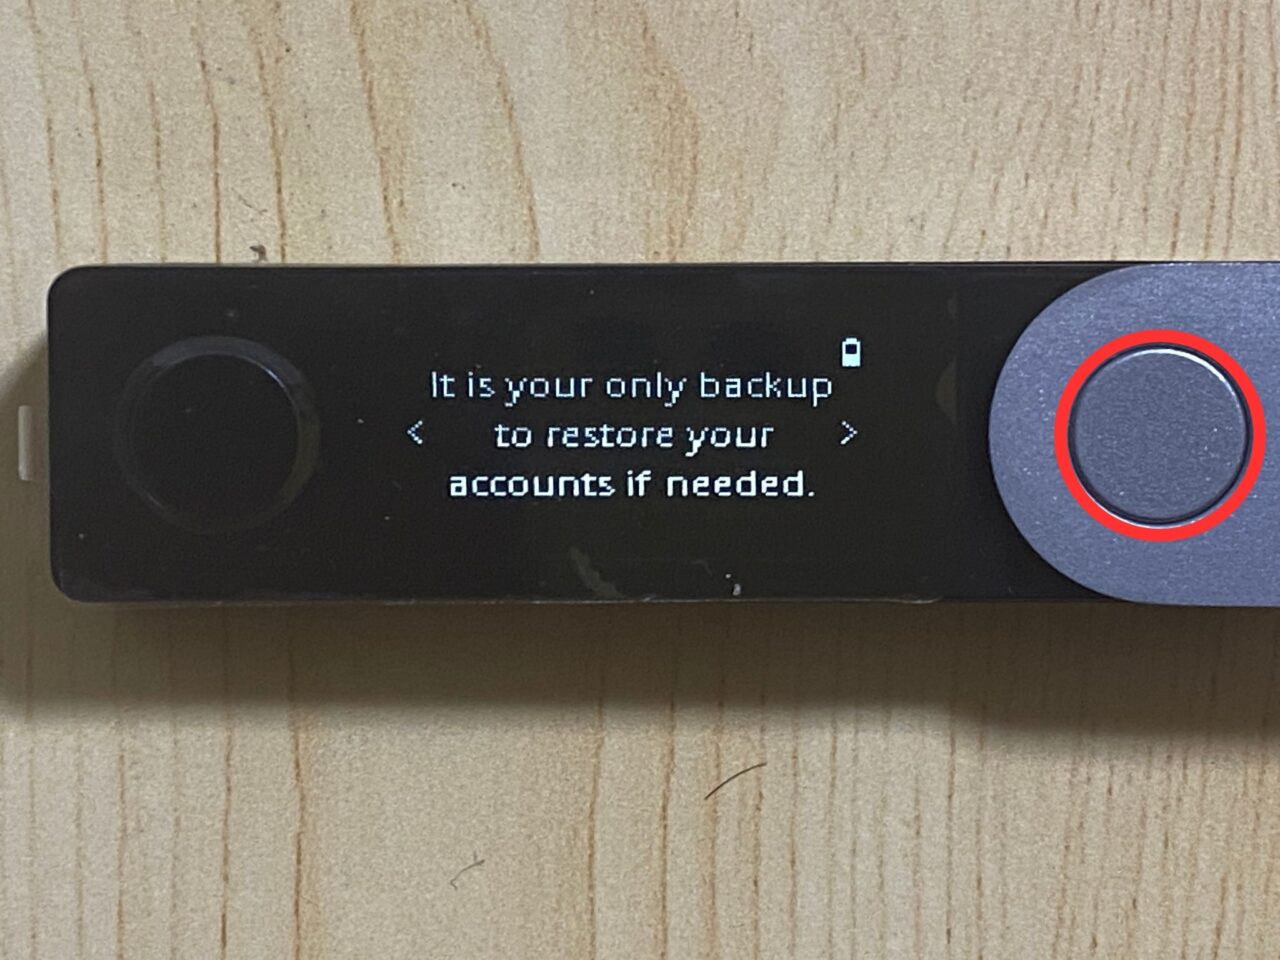 It is your only backup
< to restore your >
accounts if needed.